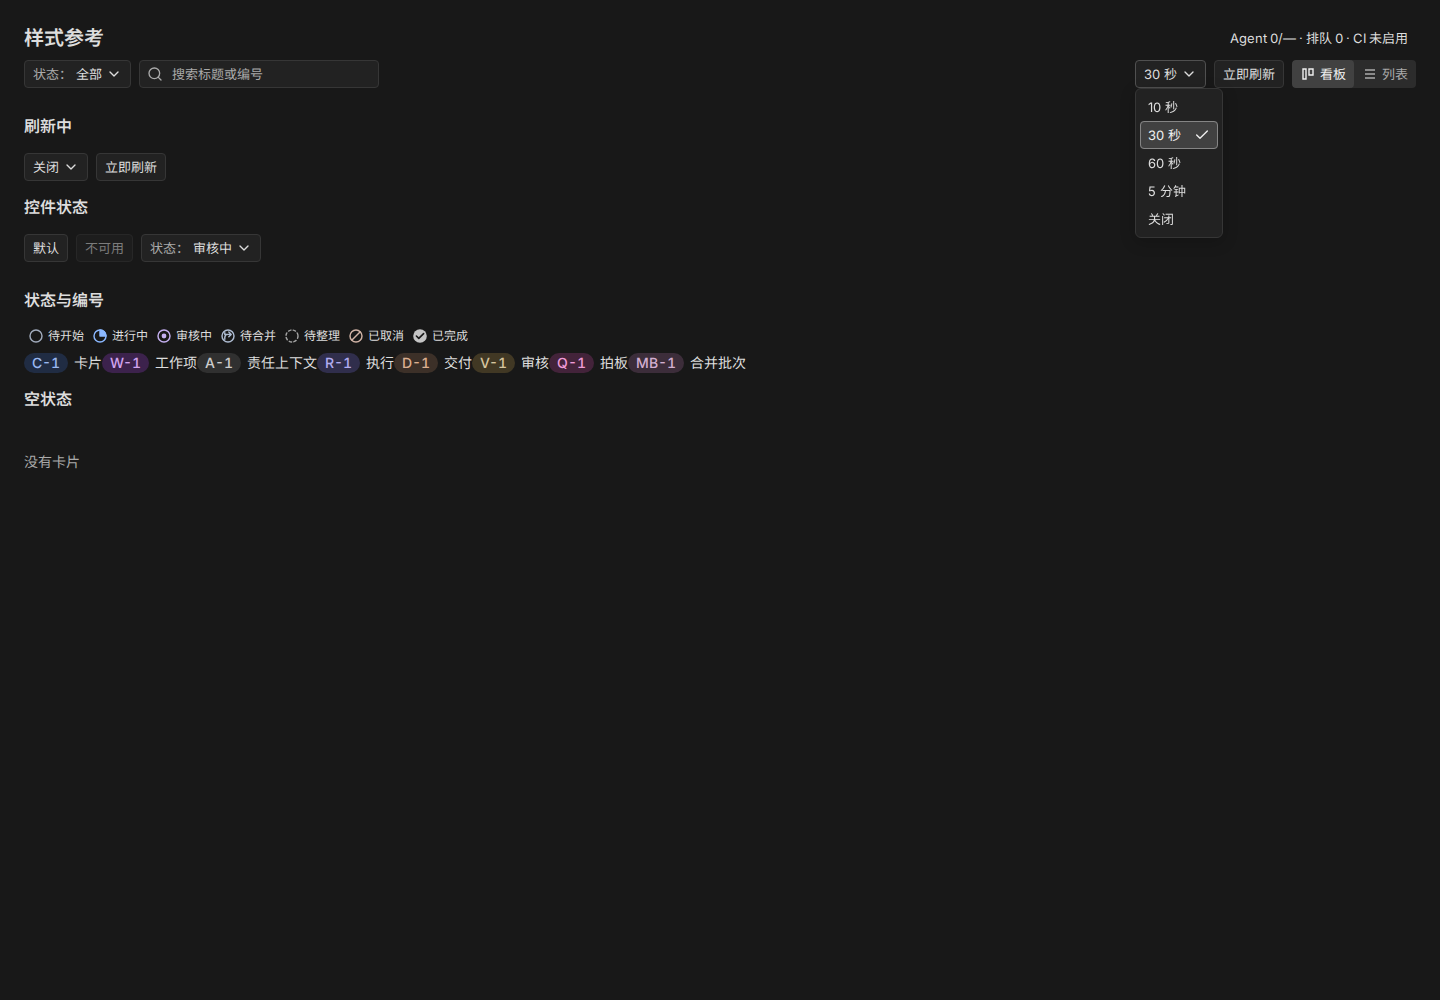 样式参考
Agent 0/— · 排队 0 · CI 未启用
状态： 全部
搜索标题或编号
30 秒
立即刷新
看板
列表
10 秒
30 秒
60 秒
5 分钟
关闭
刷新中
关闭
立即刷新
控件状态
默认
不可用
状态： 审核中
状态与编号
待开始 进行中 审核中 待合并 待整理 已取消 已完成
C-1 卡片 W-1 工作项 A-1 责任上下文 R-1 执行 D-1 交付 V-1 审核 Q-1 拍板 MB-1 合并批次
空状态
没有卡片